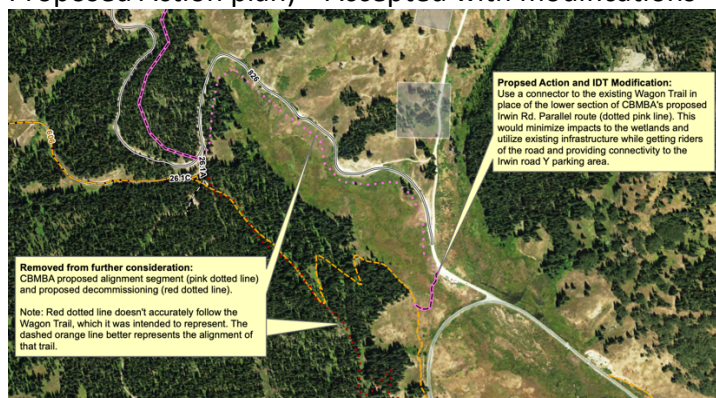 Proposed Action plan) - Accepted with modifications
Propsed Action and IDT Modification:
Use a connector to the existing Wagon Trail in
place of the lower section of CBMBA's proposed
Irwin Rd. Parallel route (dotted pink line). This
would minimize impacts to the wetlands and
utilize existing infrastructure while getting riders
of the road and providing connectivity to the
Irwin road Y parking area.
826
400
26.1C
26.1A
Removed from further consideration:
CBMBA proposed alignment segment (pink dotted line)
and proposed decommissioning (red dotted line).
Note: Red dotted line doesn't accurately follow the
Wagon Trail, which it was intended to represent. The
dashed orange line better represents the alignment of
that trail.